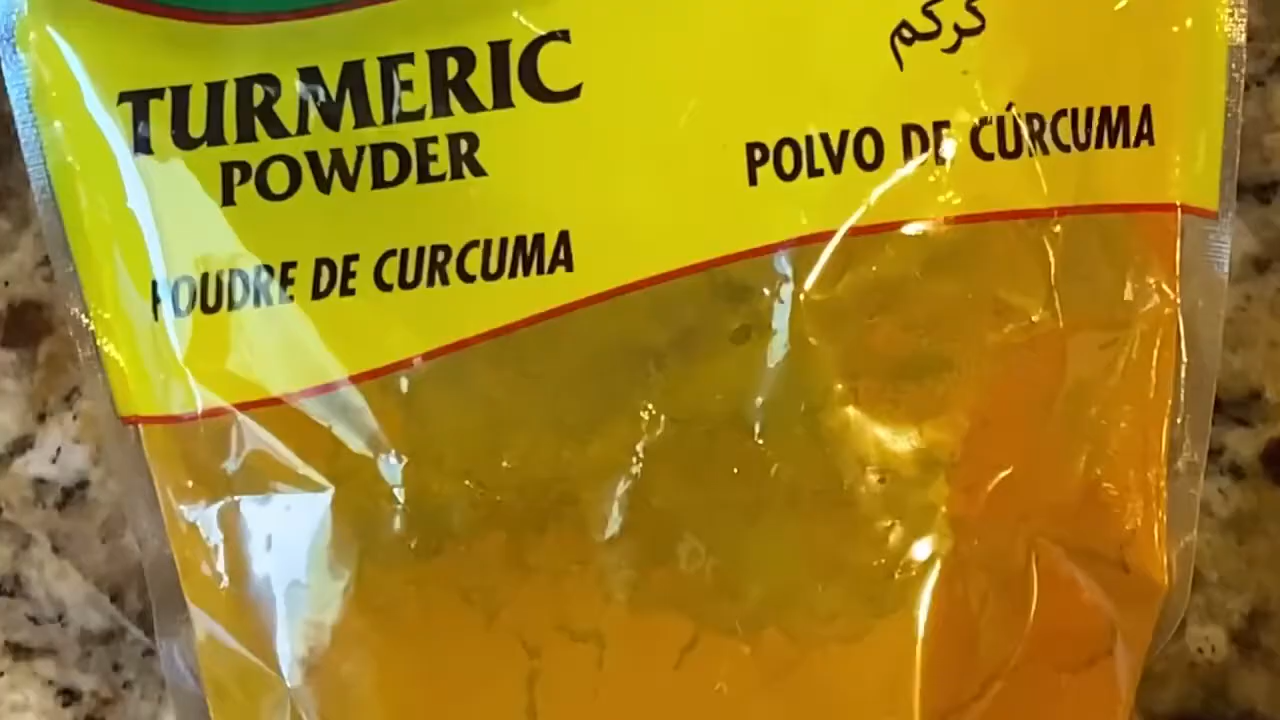 TURMERIC
POWDER
POUDRE DE CURCUMA
كركم
POLVO DE CÚRCUMA